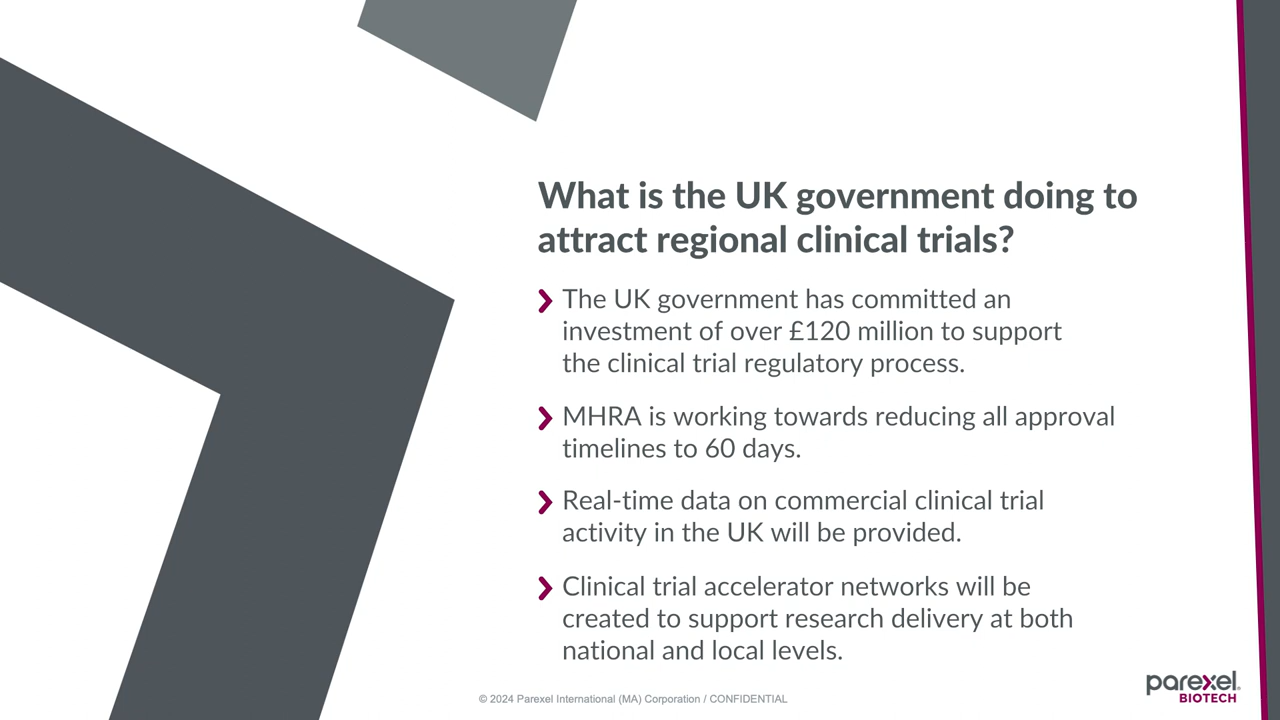 What is the UK government doing to
attract regional clinical trials?
The UK government has committed an
investment of over £120 million to support
the clinical trial regulatory process.
MHRA is working towards reducing all approval
timelines to 60 days.
Real-time data on commercial clinical trial
activity in the UK will be provided.
Clinical trial accelerator networks will be
created to support research delivery at both
national and local levels.
© 2024 Parexel International (MA) Corporation / CONFIDENTIAL
parexel®
BIOTECH